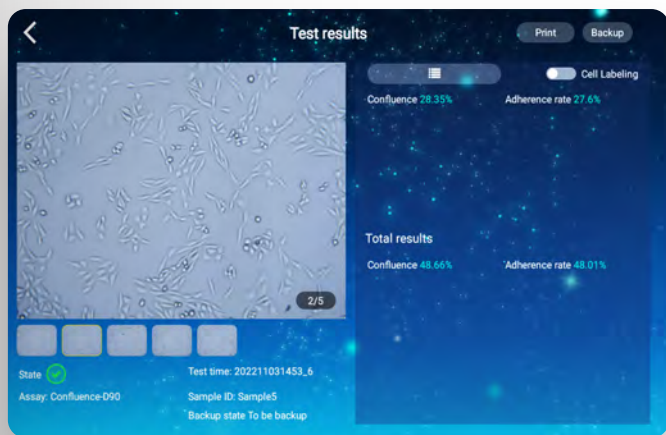 Test results
Print
Backup
Cell Labeling
Confluence 28.35%
Adherence rate 27.6%
Total results
Confluence 48.66%
Adherence rate 48.01%
2/5
State
Test time: 202211031453_6
Assay: Confluence-D90
Sample ID: Sample5
Backup state To be backup